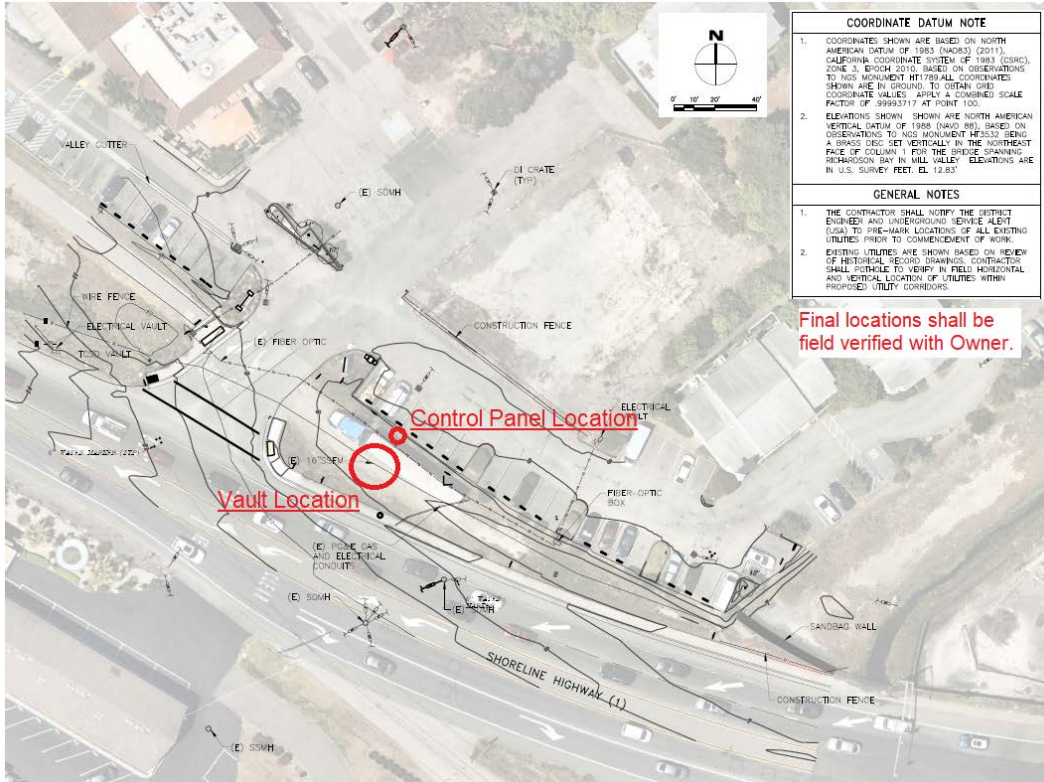 N
0' 10' 20' 40'
COORDINATE DATUM NOTE
1. COORDINATES SHOWN ARE BASED ON NORTH
AMERICAN DATUM OF 1983 (NAD83) (2011),
CALIFORNIA COORDINATE SYSTEM OF 1983 (CSRC),
ZONE 3, EPOCH 2010. BASED ON OBSERVATIONS
TO NGS MONUMENT HT1789.ALL COORDINATES
SHOWN ARE IN GROUND. TO OBTAIN GRID
COORDINATE VALUES APPLY A COMBINED SCALE
FACTOR OF .99993717 AT POINT 100.
2. ELEVATIONS SHOWN SHOWN ARE NORTH AMERICAN
VERTICAL DATUM OF 1988 (NAVD 88), BASED ON
OBSERVATIONS TO NGS MONUMENT HT3532 BEING
A BRASS DISC SET VERTICALLY IN THE NORTHEAST
FACE OF COLUMN 1 FOR THE BRIDGE SPANNING
RICHARDSON BAY IN MILL VALLEY ELEVATIONS ARE
IN U.S. SURVEY FEET. EL 12.83'
GENERAL NOTES
1. THE CONTRACTOR SHALL NOTIFY THE DISTRICT
ENGINEER AND UNDERGROUND SERVICE ALERT
(USA) TO PRE-MARK LOCATIONS OF ALL EXISTING
UTILITIES PRIOR TO COMMENCEMENT OF WORK.
2. EXISTING UTILITIES ARE SHOWN BASED ON REVIEW
OF HISTORICAL RECORD DRAWINGS. CONTRACTOR
SHALL POTHOLE TO VERIFY IN FIELD HORIZONTAL
AND VERTICAL LOCATION OF UTILITIES WITHIN
PROPOSED UTILITY CORRIDORS.
Final locations shall be
field verified with Owner.
VALLEY GUTTER
(E) SDMH
DI GRATE
(TYP)
WIRE FENCE
ELECTRICAL VAULT
VAULT
(E) FIBER OPTIC
CONSTRUCTION FENCE
Control Panel Location
ELECTRICAL
(E) 16"SSFM
Vault Location
FIBER OPTIC
BOX
(E) PG&E GAS
AND ELECTRICAL
CONDUITS
(E) SDMH
(E) SDMH
SANDBAG WALL
SHORELINE HIGHWAY (1)
CONSTRUCTION FENCE
(E) SSMH